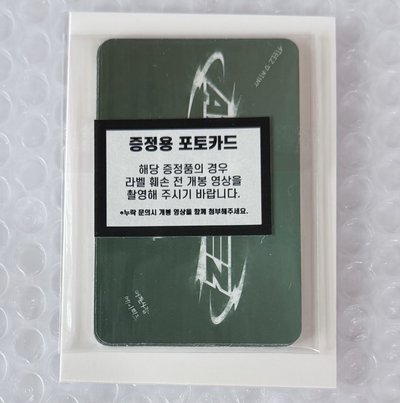 증정용 포토카드
해당 증정품의 경우
라벨 훼손 전 개봉 영상을
촬영해 주시기 바랍니다.
*누락 문의시 개봉 영상을 함께 첨부해주세요.